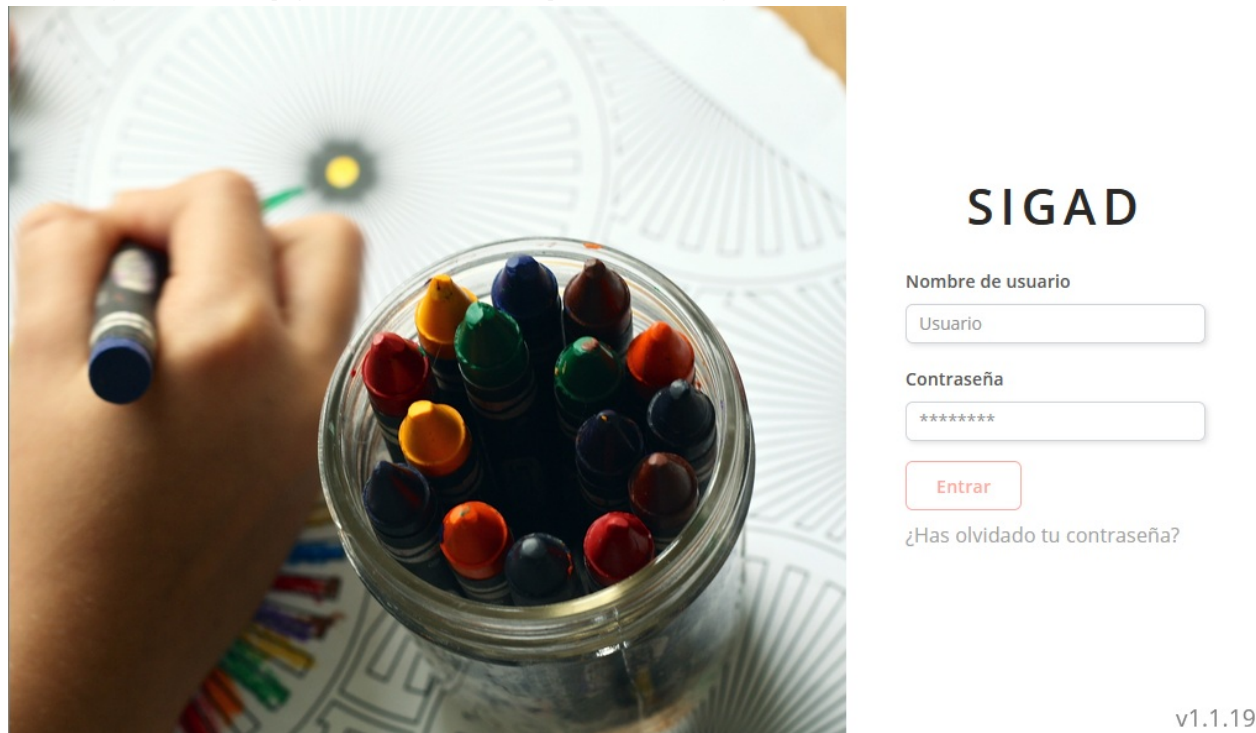 SIGAD
Nombre de usuario
Usuario
Contraseña
********
Entrar
¿Has olvidado tu contraseña?
v1.1.19